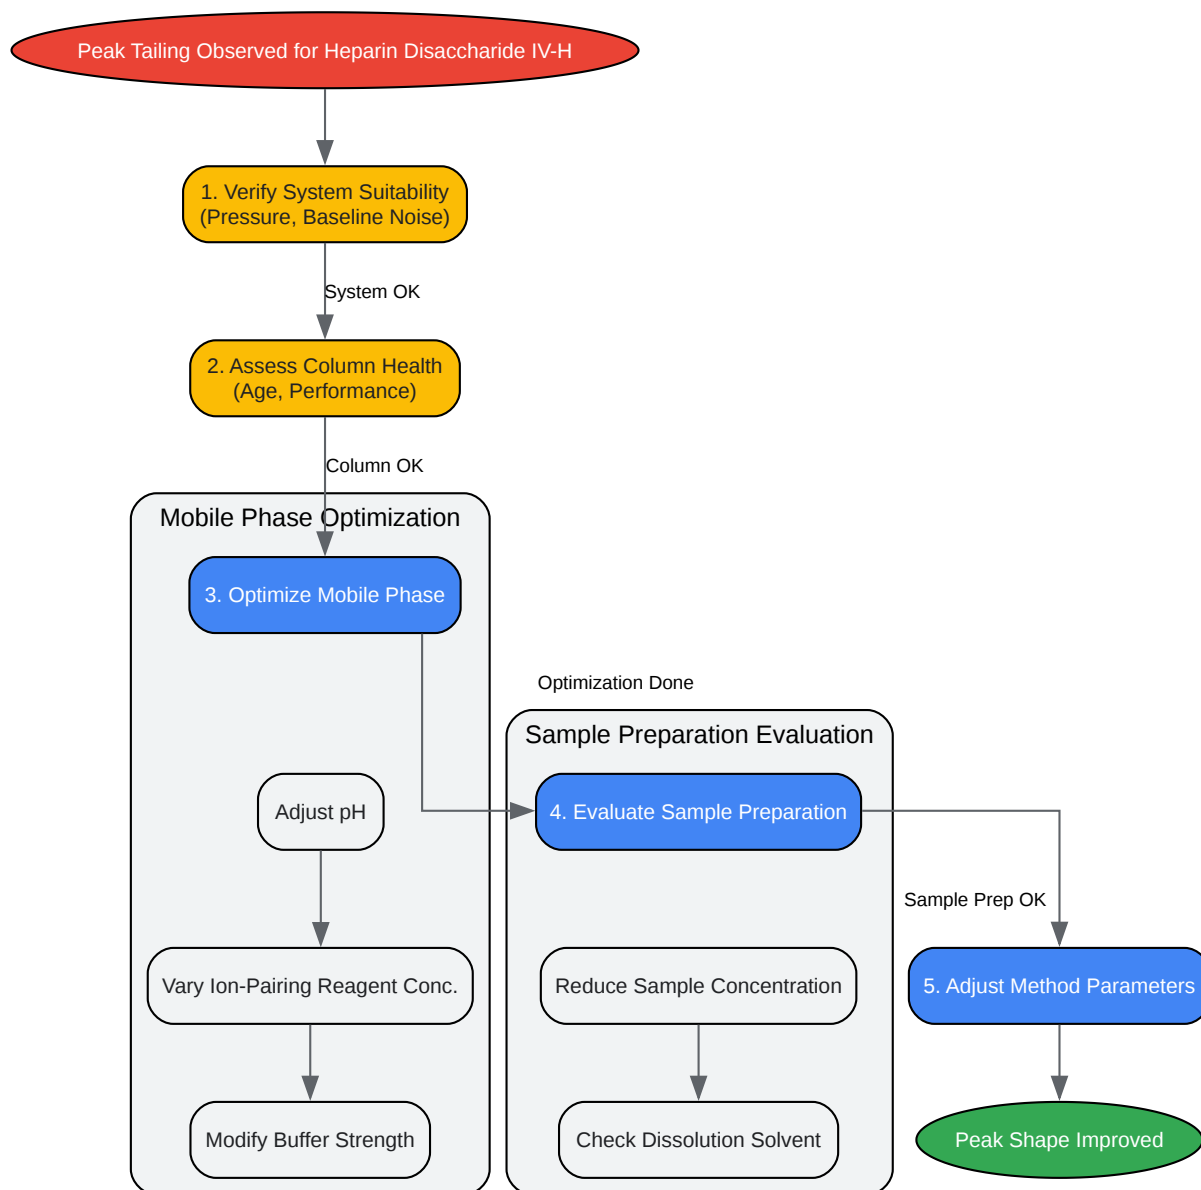 Peak Tailing Observed for Heparin Disaccharide IV-H
1. Verify System Suitability
(Pressure, Baseline Noise)
System OK
2. Assess Column Health
(Age, Performance)
Column OK
Mobile Phase Optimization
3. Optimize Mobile Phase
Optimization Done
Sample Preparation Evaluation
Adjust pH
4. Evaluate Sample Preparation
Sample Prep OK
Vary Ion-Pairing Reagent Conc.
Reduce Sample Concentration
5. Adjust Method Parameters
Modify Buffer Strength
Check Dissolution Solvent
Peak Shape Improved